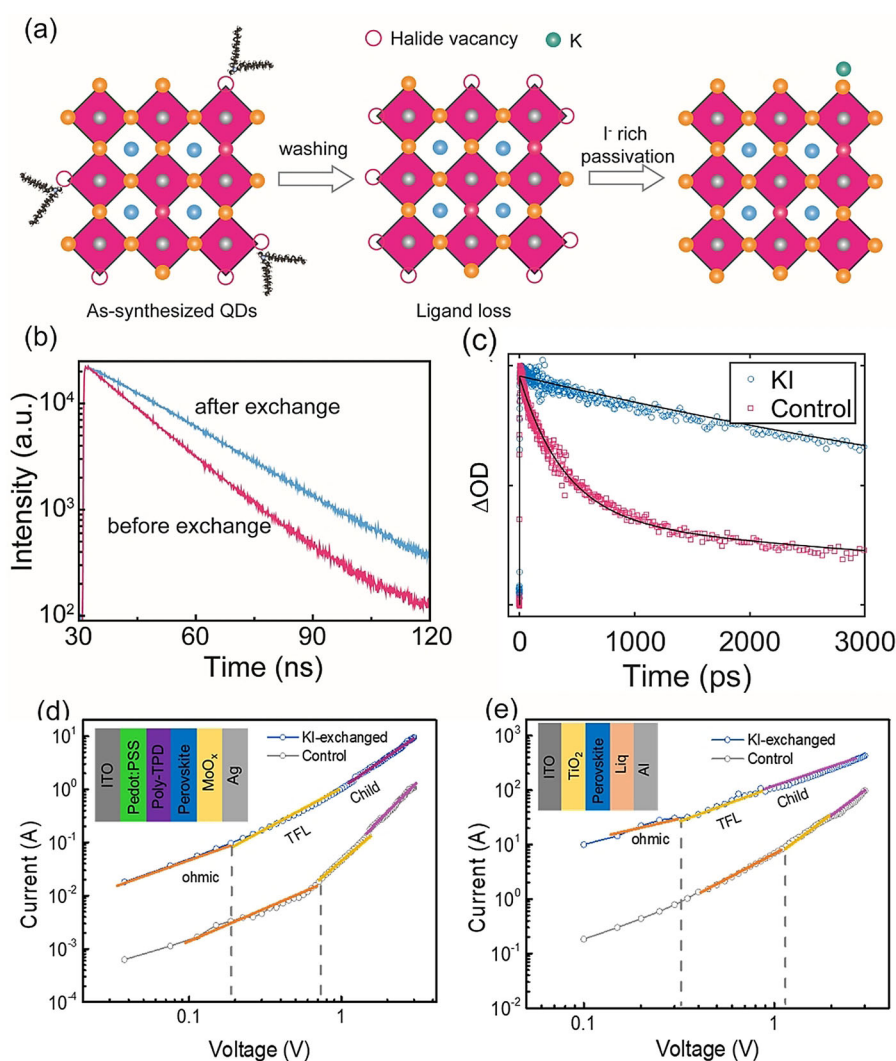 (a)
Halide vacancy
K
washing
I⁻ rich
passivation
As-synthesized QDs
Ligand loss
(b)
Intensity (a.u.)
10⁴
10³
10²
after exchange
before exchange
30
60
90
120
Time (ns)
(c)
ΔOD
KI
Control
0
1000
2000
3000
Time (ps)
(d)
Current (A)
10¹
10⁰
10⁻¹
10⁻²
10⁻³
10⁻⁴
ITO
Pedot:PSS
Poly-TPD
Perovskite
MoOₓ
Ag
KI-exchanged
Control
ohmic
TFL
Child
0.1
1
Voltage (V)
(e)
Current (A)
10³
10²
10¹
10⁰
10⁻¹
10⁻²
ITO
TiO₂
Perovskite
Liq
Al
KI-exchanged
Control
ohmic
TFL
Child
0.1
1
Voltage (V)